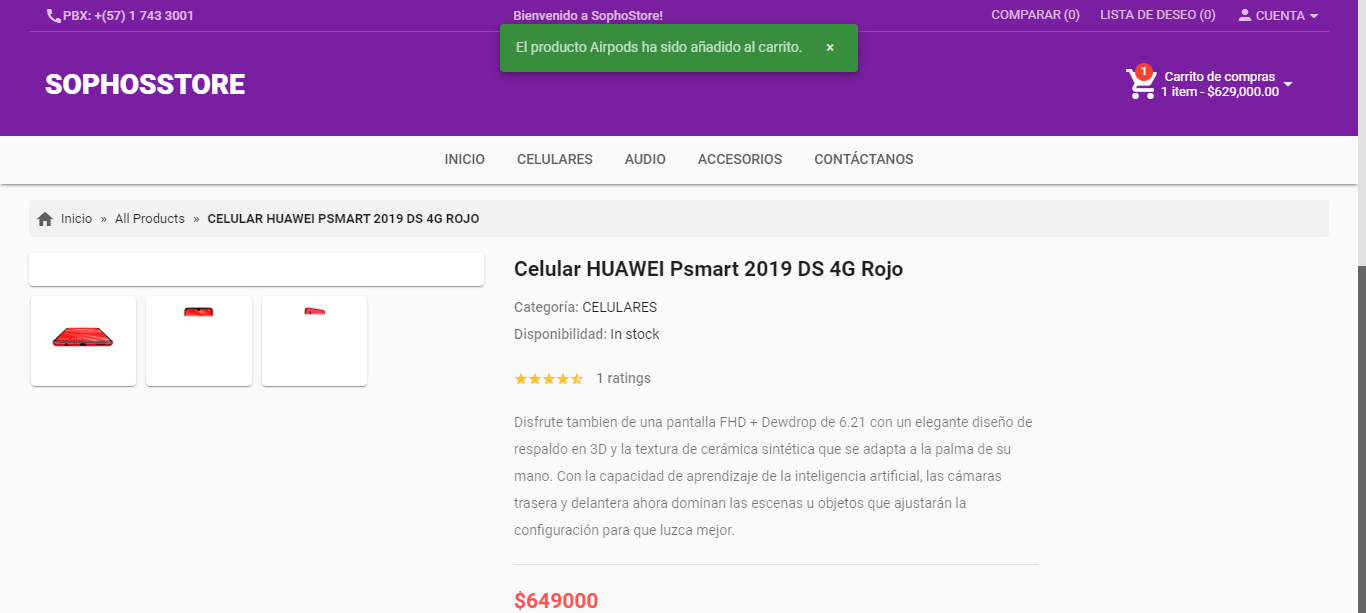 PBX: +(57) 1 743 3001
Bienvenido a SophoStore!
COMPARAR (0)
LISTA DE DESEO (0)
CUENTA
El producto Airpods ha sido añadido al carrito.
×
SOPHOSSTORE
1
Carrito de compras
1 item - $629,000.00
INICIO
CELULARES
AUDIO
ACCESORIOS
CONTÁCTANOS
Inicio » All Products » CELULAR HUAWEI PSMART 2019 DS 4G ROJO
Celular HUAWEI Psmart 2019 DS 4G Rojo
Categoría: CELULARES
Disponibilidad: In stock
1 ratings
Disfrute tambien de una pantalla FHD + Dewdrop de 6.21 con un elegante diseño de
respaldo en 3D y la textura de cerámica sintética que se adapta a la palma de su
mano. Con la capacidad de aprendizaje de la inteligencia artificial, las cámaras
trasera y delantera ahora dominan las escenas u objetos que ajustarán la
configuración para que luzca mejor.
$649000